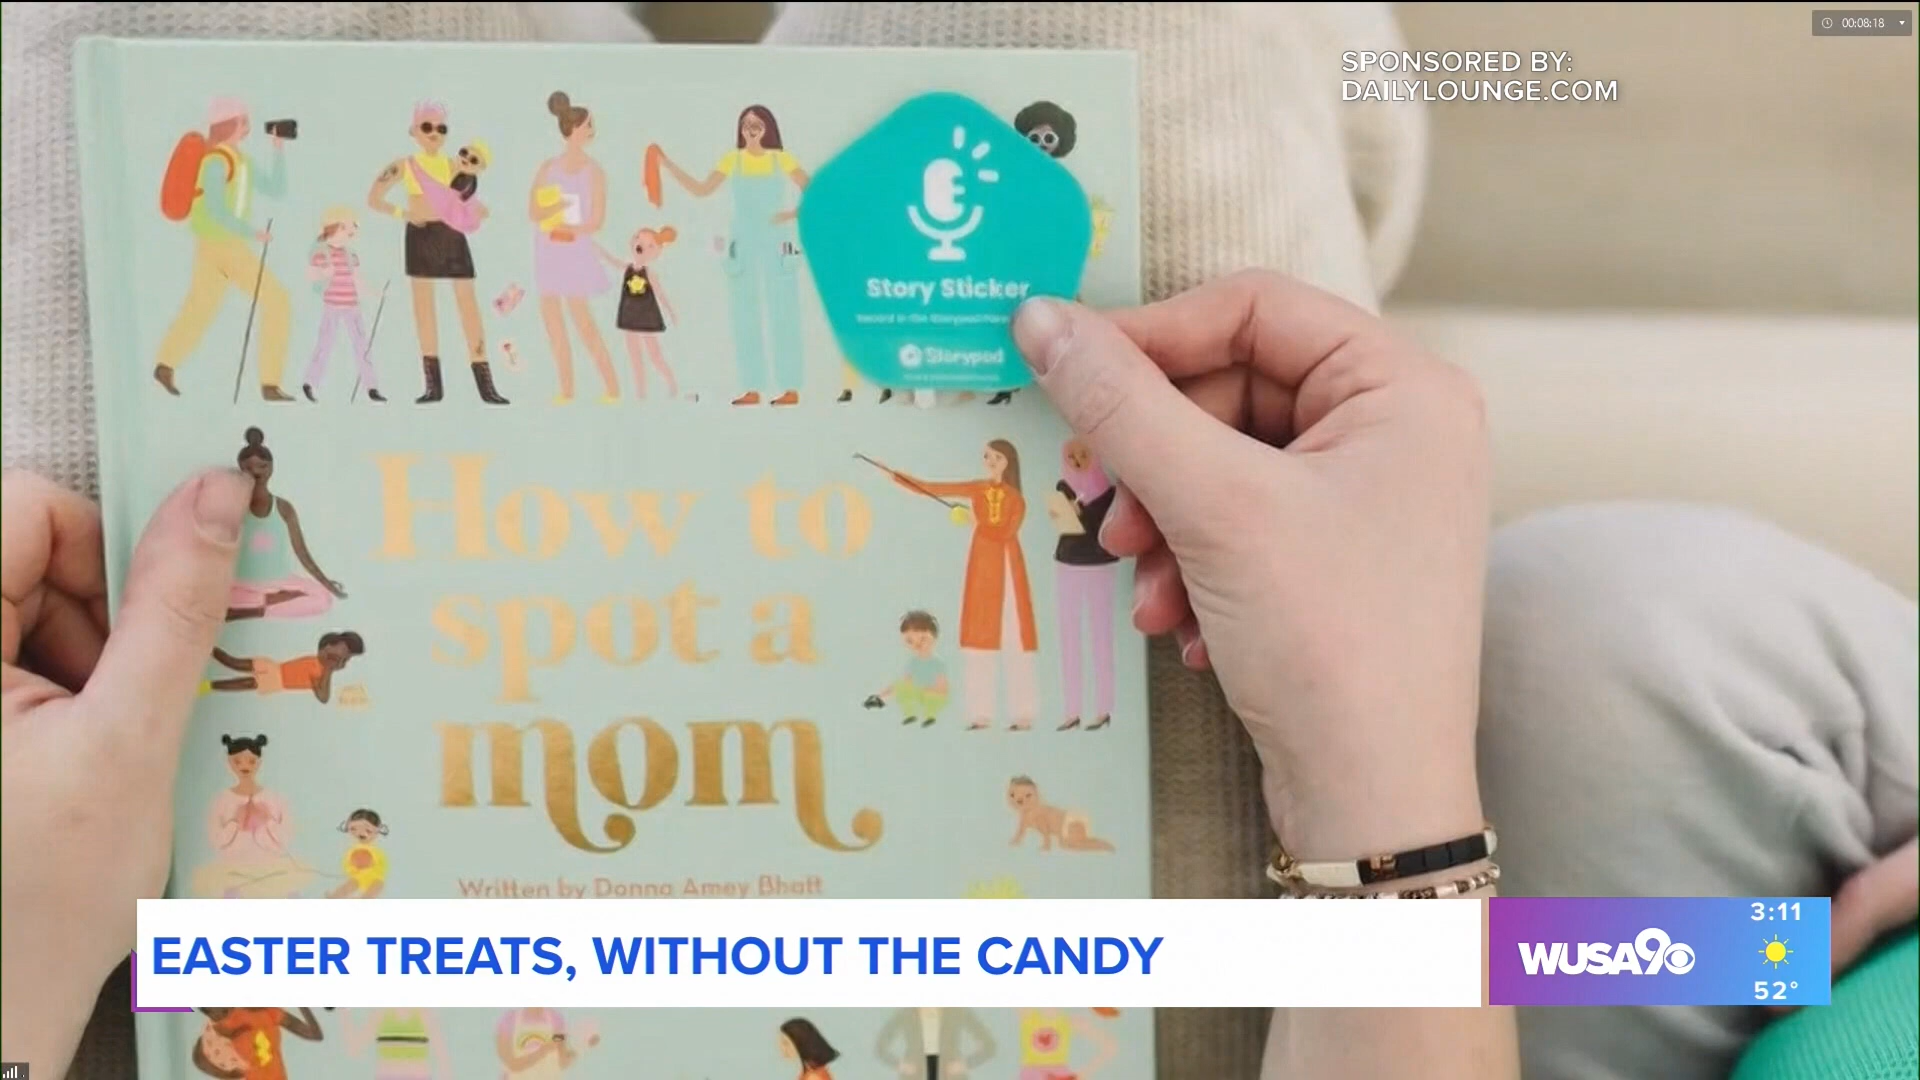 00:08:18
SPONSORED BY:
DAILYLOUNGE.COM
Story Sticker
Storypod
How to
spot a
mom
Written by Donna Amey Bhatt
EASTER TREATS, WITHOUT THE CANDY
3:11
WUSA9
52°